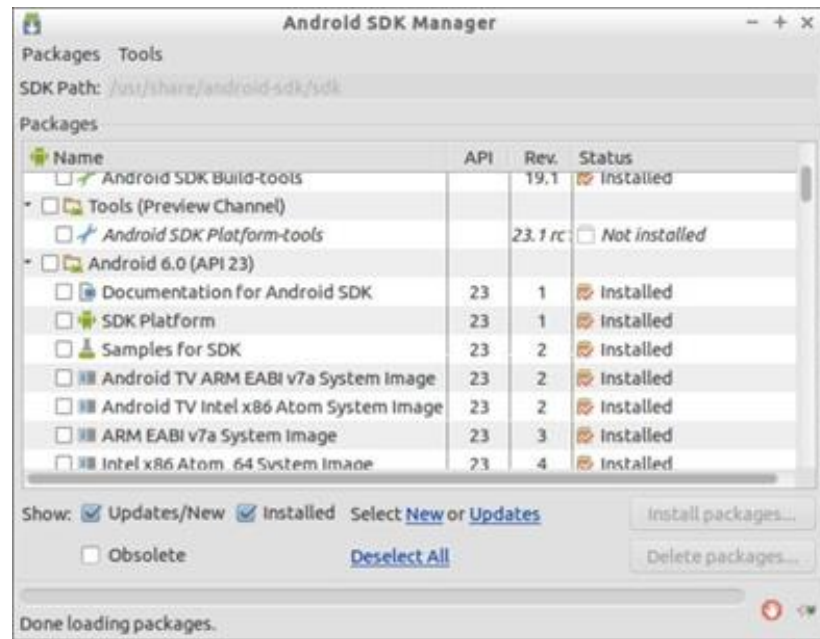 Android SDK Manager
Packages Tools
SDK Path: /usr/share/android-sdk/sdk
Packages
Name API Rev. Status
Android SDK Build-tools 19.1 Installed
Tools (Preview Channel)
Android SDK Platform-tools 23.1 rc Not installed
Android 6.0 (API 23)
Documentation for Android SDK 23 1 Installed
SDK Platform 23 1 Installed
Samples for SDK 23 2 Installed
Android TV ARM EABI v7a System Image 23 2 Installed
Android TV Intel x86 Atom System Image 23 2 Installed
ARM EABI v7a System Image 23 3 Installed
Intel x86 Atom_64 System Image 23 4 Installed
Show: Updates/New Installed Select New or Updates Install packages...
Obsolete Deselect All Delete packages...
Done loading packages.